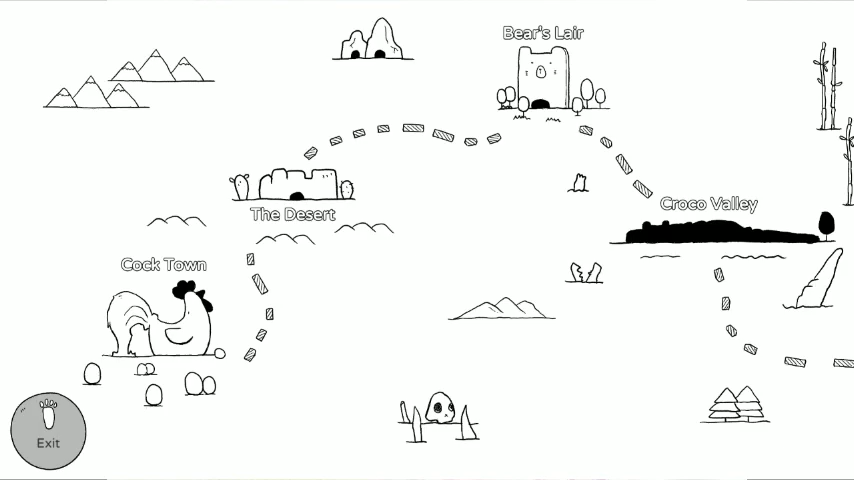 Bear's Lair
Croco Valley
The Desert
Cock Town
Exit